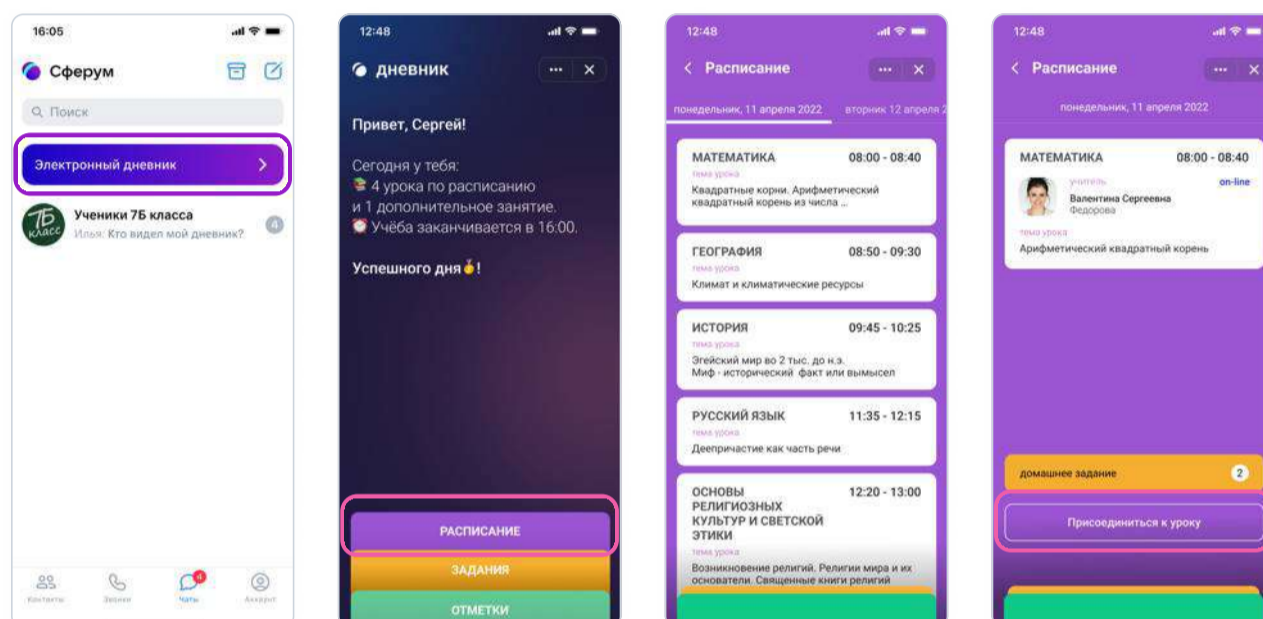 16:05
Сферум
Поиск
Электронный дневник
7Б
класс
Ученики 7Б класса
Илья: Кто видел мой дневник?
4
4
Контакты
Звонки
Чаты
Аккаунт
12:48
дневник
Привет, Сергей!
Сегодня у тебя:
4 урока по расписанию
и 1 дополнительное занятие.
Учёба заканчивается в 16:00.
Успешного дня!
РАСПИСАНИЕ
ЗАДАНИЯ
ОТМЕТКИ
12:48
Расписание
понедельник, 11 апреля 2022 вторник 12 апреля 2
МАТЕМАТИКА 08:00 - 08:40
тема урока
Квадратные корни. Арифметический
квадратный корень из числа ...
ГЕОГРАФИЯ 08:50 - 09:30
тема урока
Климат и климатические ресурсы
ИСТОРИЯ 09:45 - 10:25
тема урока
Эгейский мир во 2 тыс. до н.э.
Миф - исторический факт или вымысел
РУССКИЙ ЯЗЫК 11:35 - 12:15
тема урока
Деепричастие как часть речи
ОСНОВЫ 12:20 - 13:00
РЕЛИГИОЗНЫХ
КУЛЬТУР И СВЕТСКОЙ
ЭТИКИ
тема урока
Возникновение религий. Религии мира и их
основатели. Священные книги религий
12:48
Расписание
понедельник, 11 апреля 2022
МАТЕМАТИКА 08:00 - 08:40
учитель on-line
Валентина Сергеевна
Федорова
тема урока
Арифметический квадратный корень
домашнее задание 2
Присоединиться к уроку